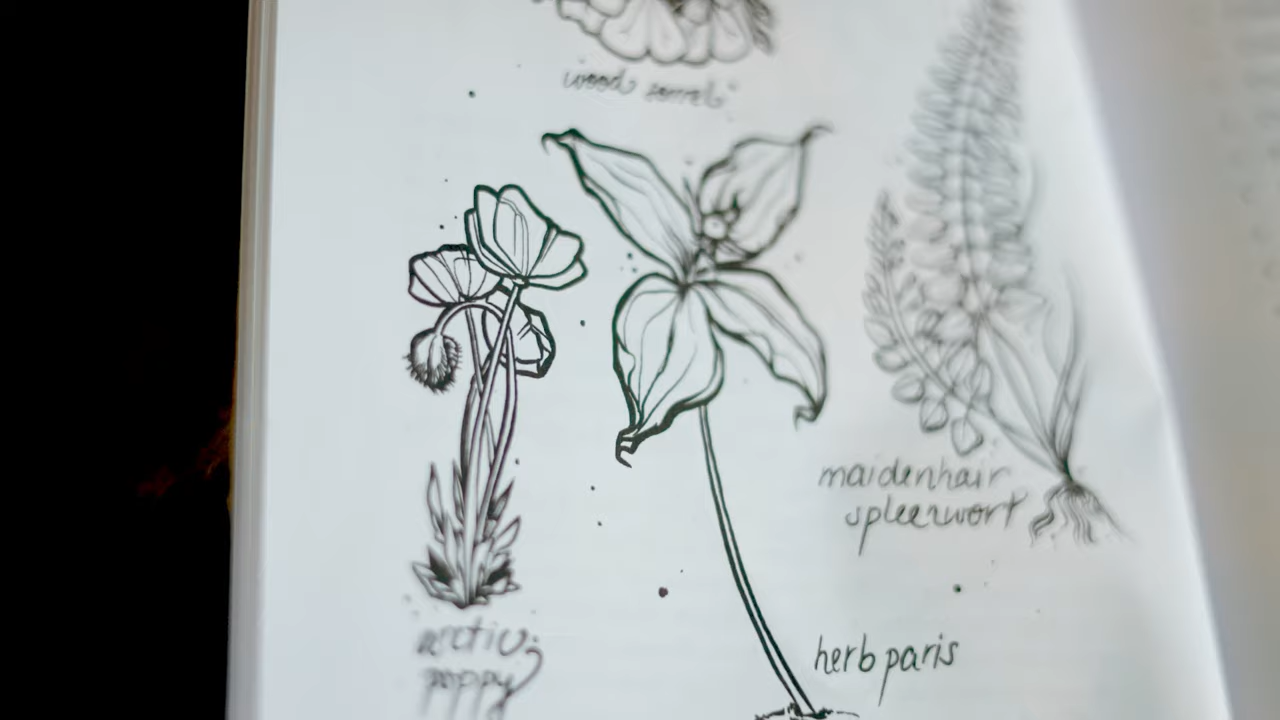 wood sorrel
maidenhair
spleenwort
arctic
poppy
herb paris